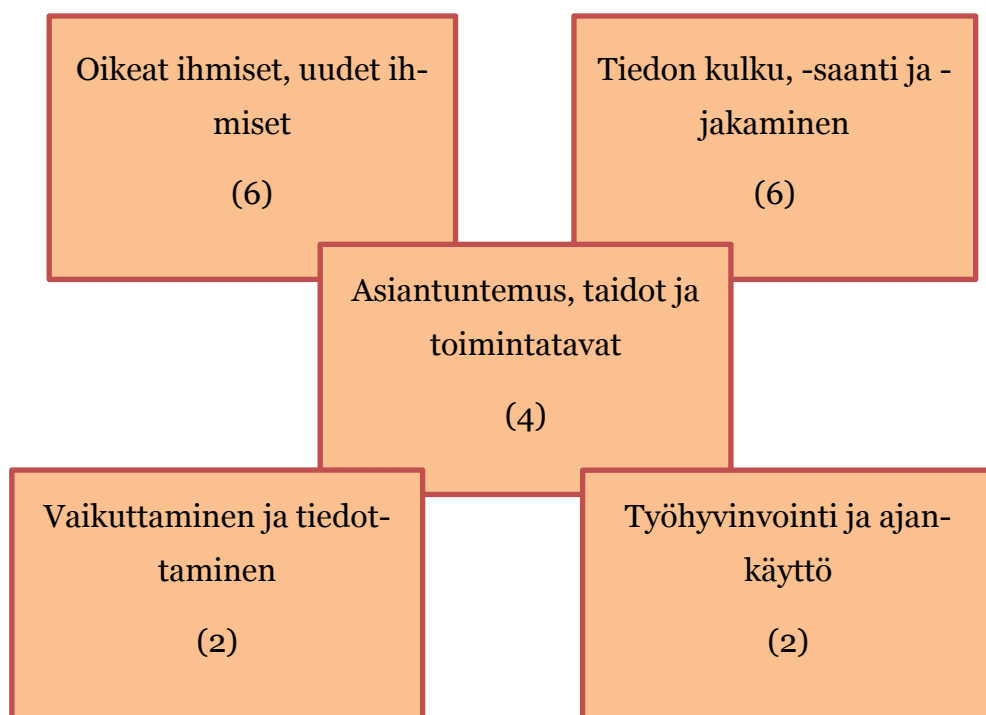 Oikeat ihmiset, uudet ih-
miset
(6)
Tiedon kulku, -saanti ja -
jakaminen
(6)
Asiantuntemus, taidot ja
toimintatavat
(4)
Vaikuttaminen ja tiedot-
taminen
(2)
Työhyvinvointi ja ajan-
käyttö
(2)